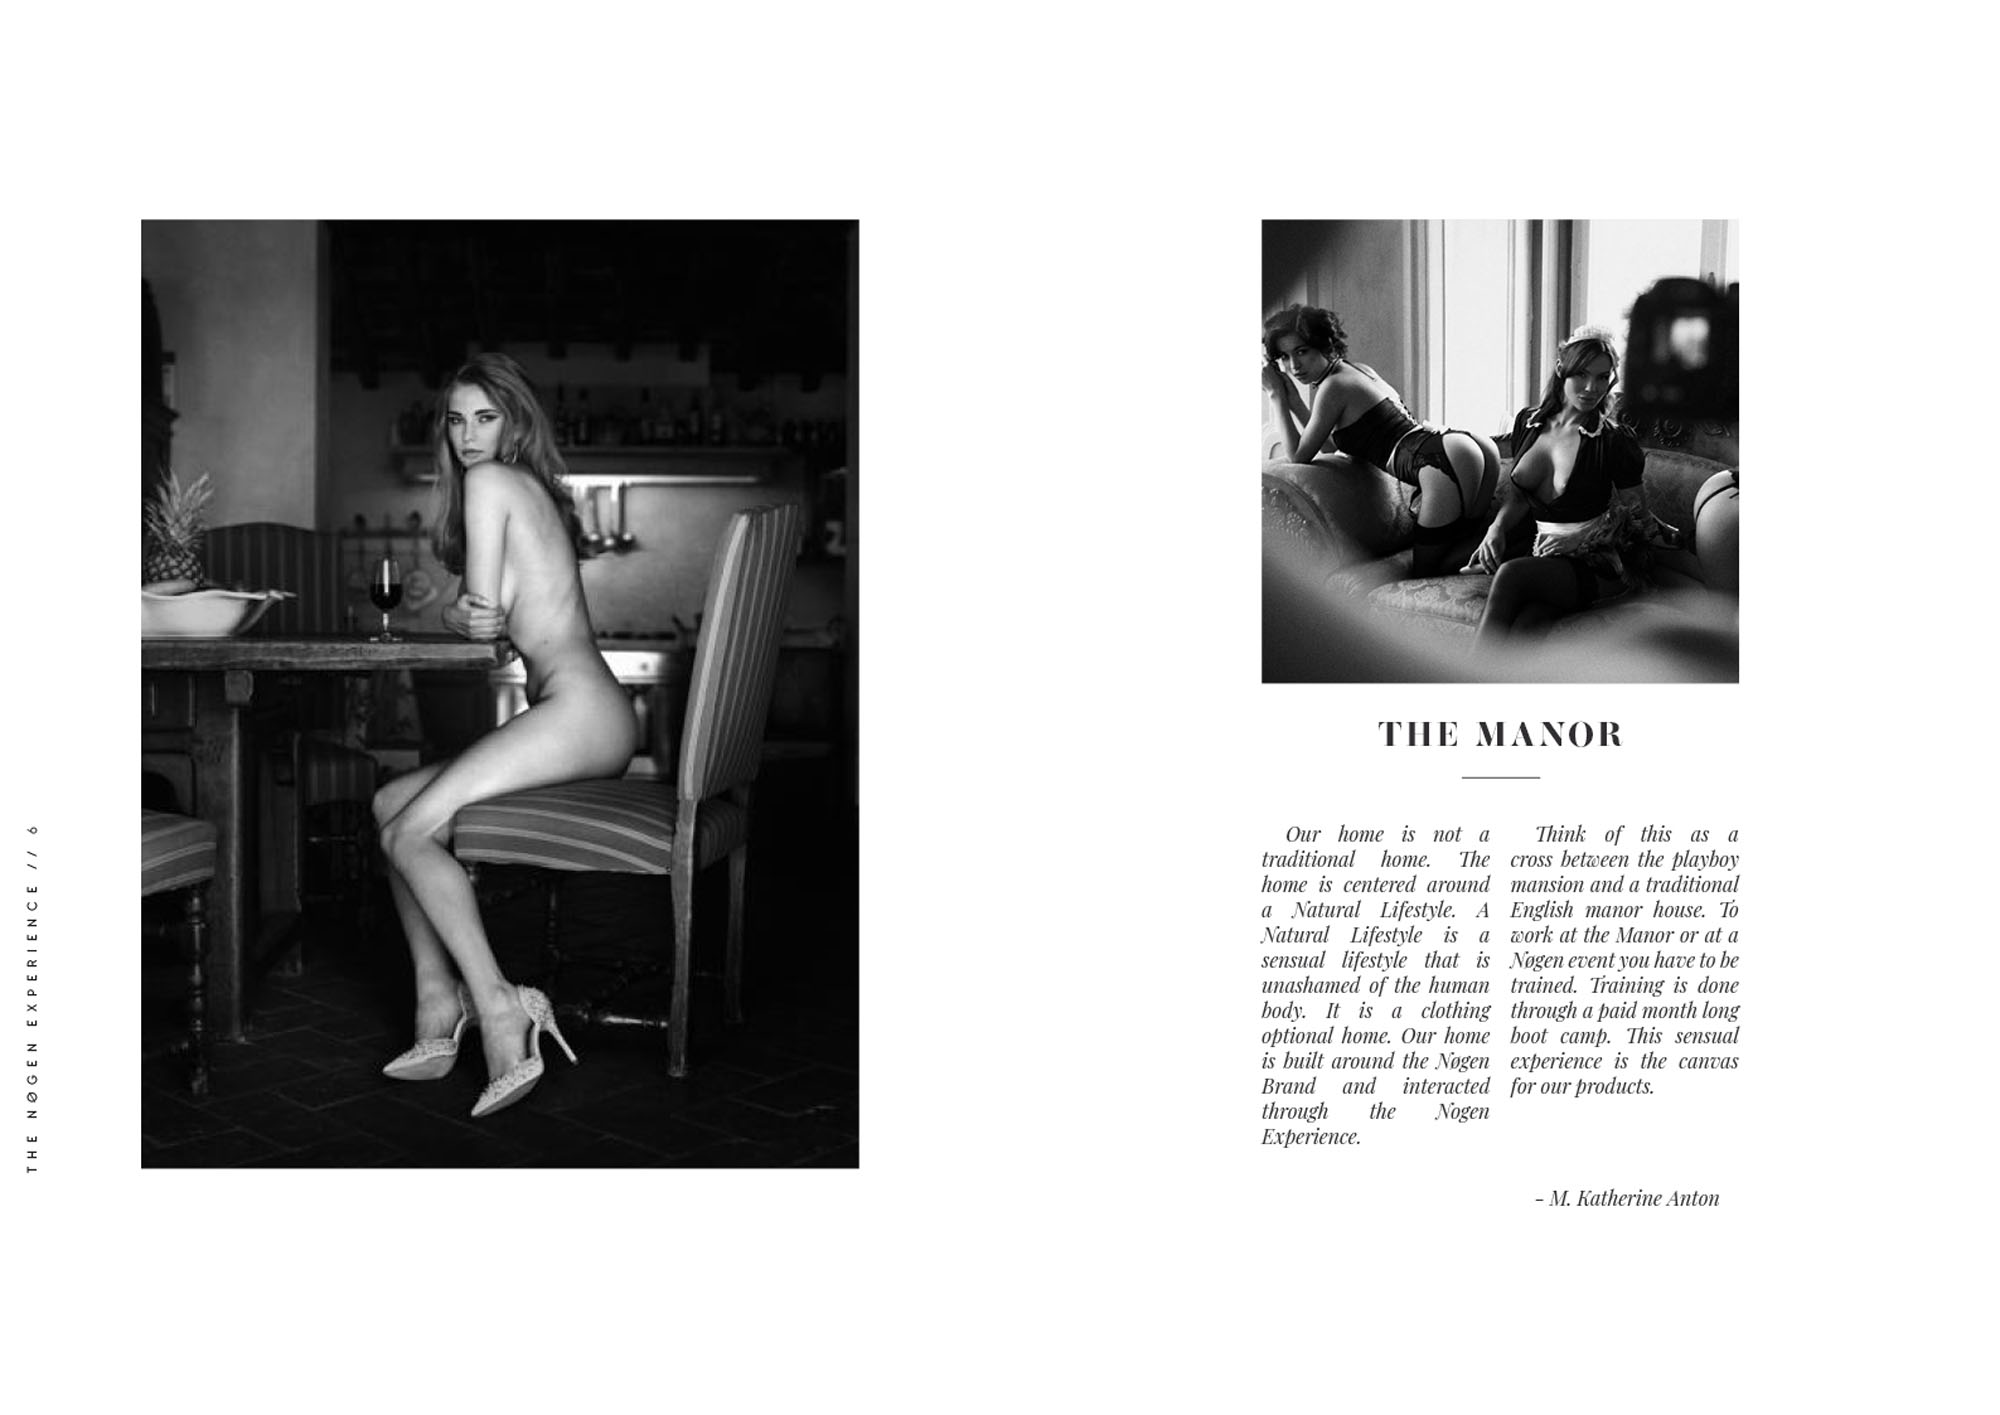 THE NØGEN EXPERIENCE // 6
THE MANOR
Our home is not a
traditional home. The
home is centered around
a Natural Lifestyle. A
Natural Lifestyle is a
sensual lifestyle that is
unashamed of the human
body. It is a clothing
optional home. Our home
is built around the Nøgen
Brand and interacted
through the Nogen
Experience.
Think of this as a
cross between the playboy
mansion and a traditional
English manor house. To
work at the Manor or at a
Nøgen event you have to be
trained. Training is done
through a paid month long
boot camp. This sensual
experience is the canvas
for our products.
– M. Katherine Anton